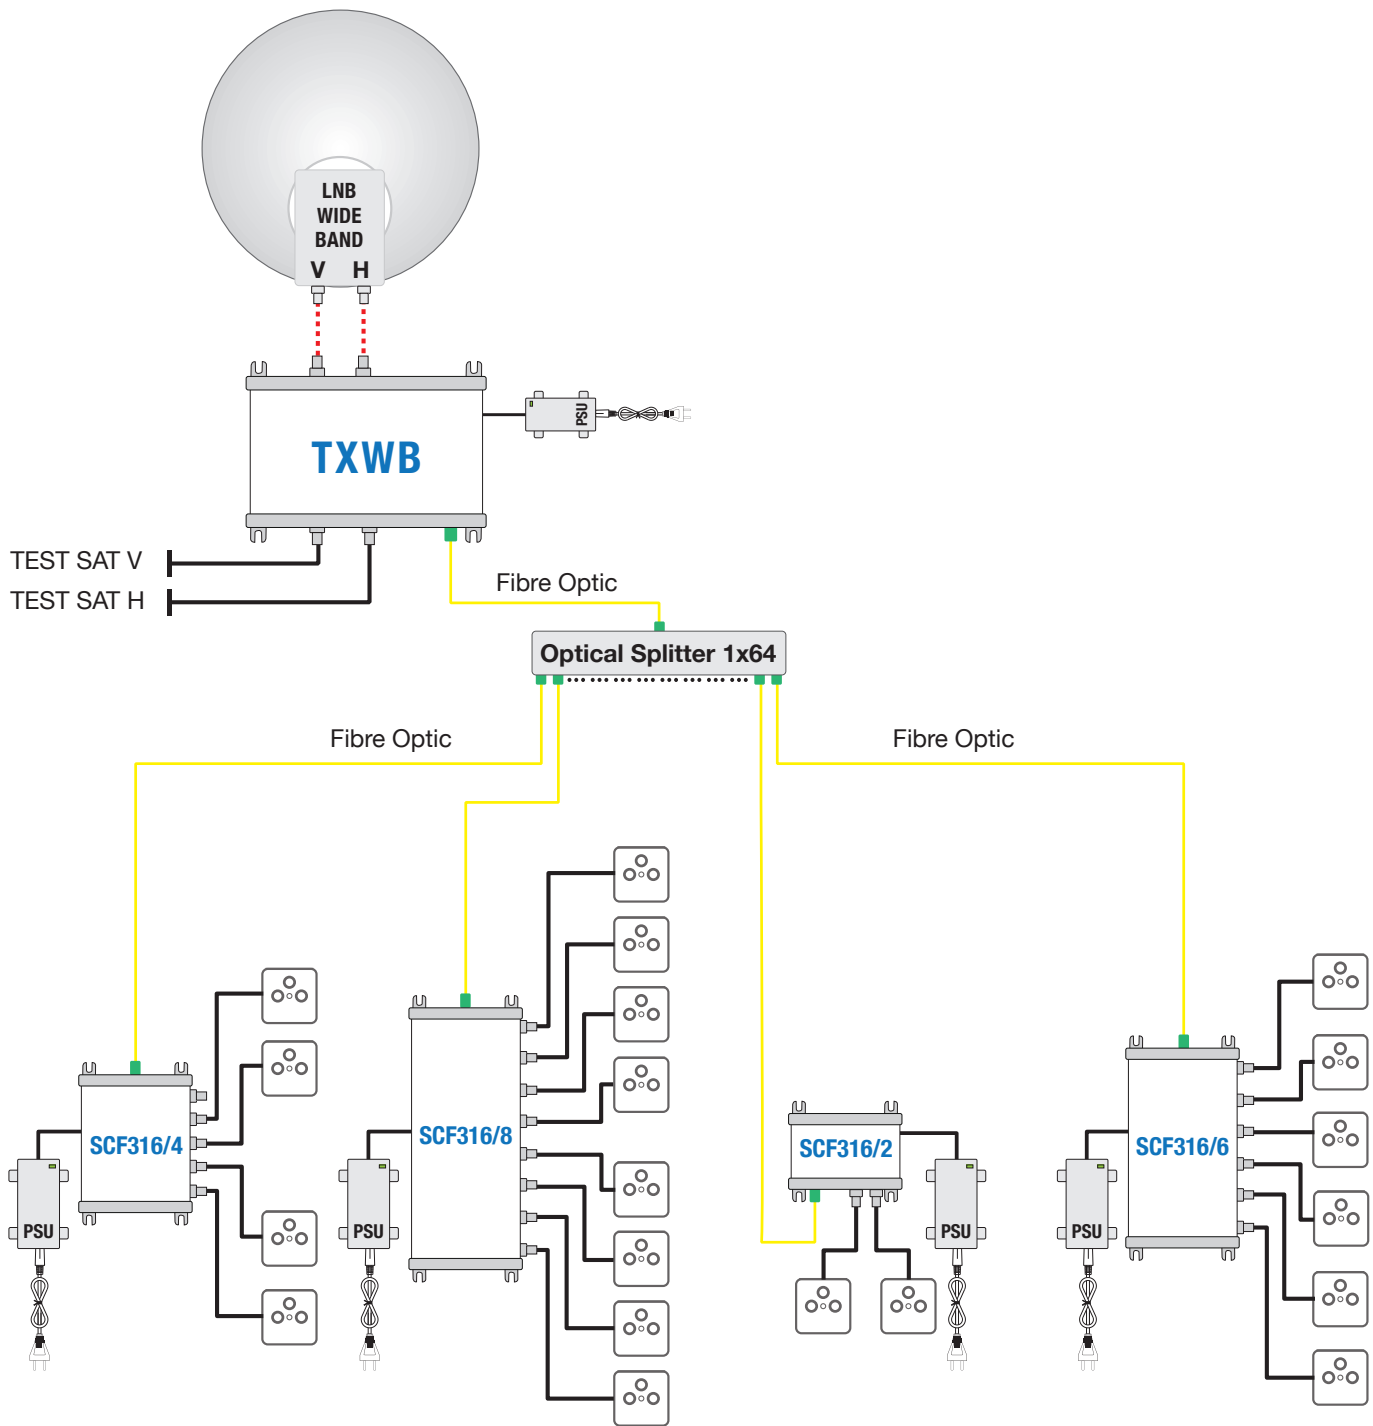 LNB
WIDE
BAND
V H
PSU
TXWB
TEST SAT V
TEST SAT H
Fibre Optic
Optical Splitter 1x64
Fibre Optic
Fibre Optic
SCF316/4
SCF316/8
SCF316/2
SCF316/6
PSU
PSU
PSU
PSU